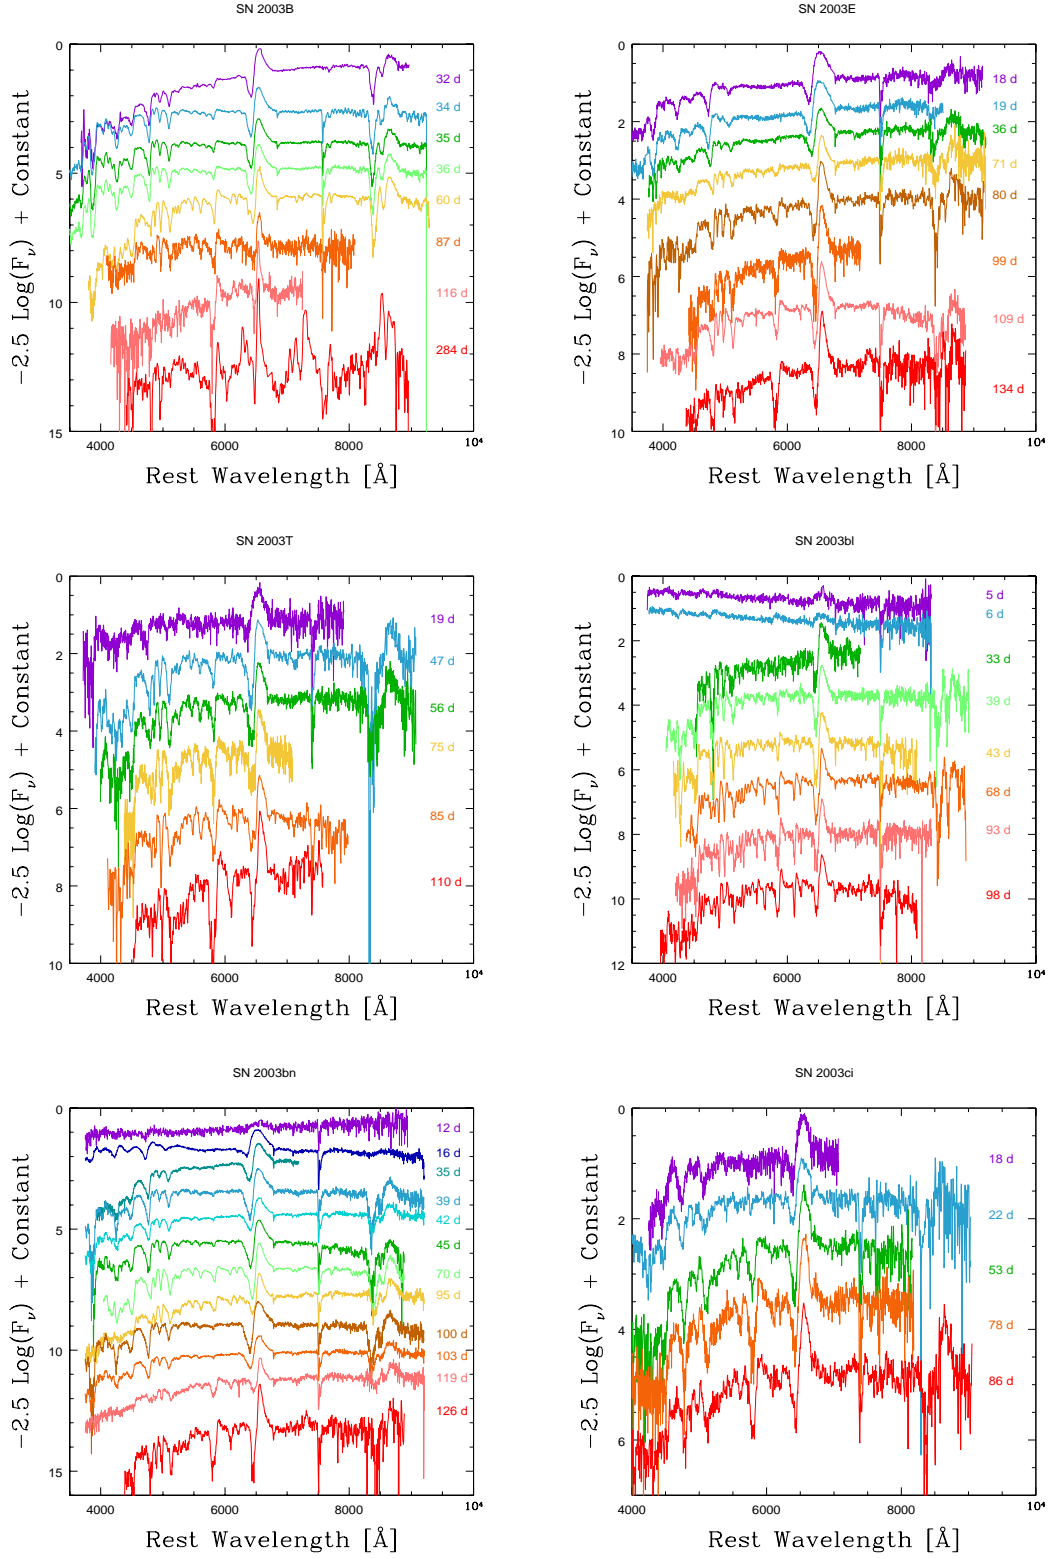 SN 2003B
0
5
10
15
32 d
34 d
35 d
36 d
60 d
87 d
116 d
284 d
4000 6000 8000 10⁴
−2.5 Log(Fν) + Constant
Rest Wavelength [Å]
SN 2003E
0
2
4
6
8
10
18 d
19 d
36 d
71 d
80 d
99 d
109 d
134 d
4000 6000 8000 10⁴
−2.5 Log(Fν) + Constant
Rest Wavelength [Å]
SN 2003T
0
2
4
6
8
10
19 d
47 d
56 d
75 d
85 d
110 d
4000 6000 8000 10⁴
−2.5 Log(Fν) + Constant
Rest Wavelength [Å]
SN 2003bl
0
2
4
6
8
10
12
5 d
6 d
33 d
39 d
43 d
68 d
93 d
98 d
4000 6000 8000 10⁴
−2.5 Log(Fν) + Constant
Rest Wavelength [Å]
SN 2003bn
0
5
10
15
12 d
16 d
35 d
39 d
42 d
45 d
70 d
95 d
100 d
103 d
119 d
126 d
4000 6000 8000 10⁴
−2.5 Log(Fν) + Constant
Rest Wavelength [Å]
SN 2003ci
0
2
4
6
18 d
22 d
53 d
78 d
86 d
4000 6000 8000 10⁴
−2.5 Log(Fν) + Constant
Rest Wavelength [Å]